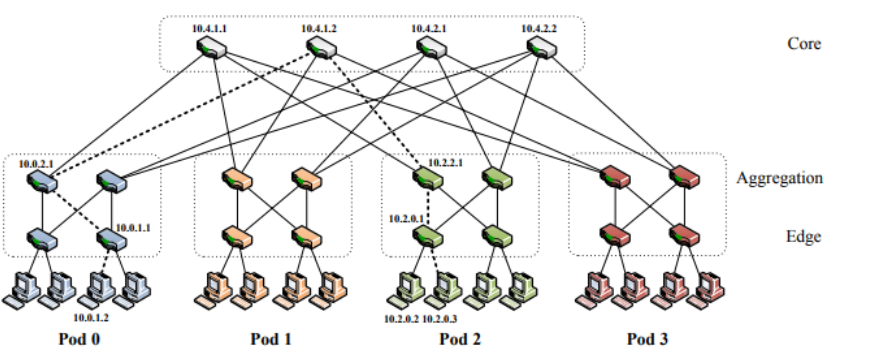 10.4.1.1
10.4.1.2
10.4.2.1
10.4.2.2
Core
10.0.2.1
10.2.2.1
Aggregation
10.0.1.1
10.2.0.1
Edge
10.0.1.2
10.2.0.2 10.2.0.3
Pod 0
Pod 1
Pod 2
Pod 3